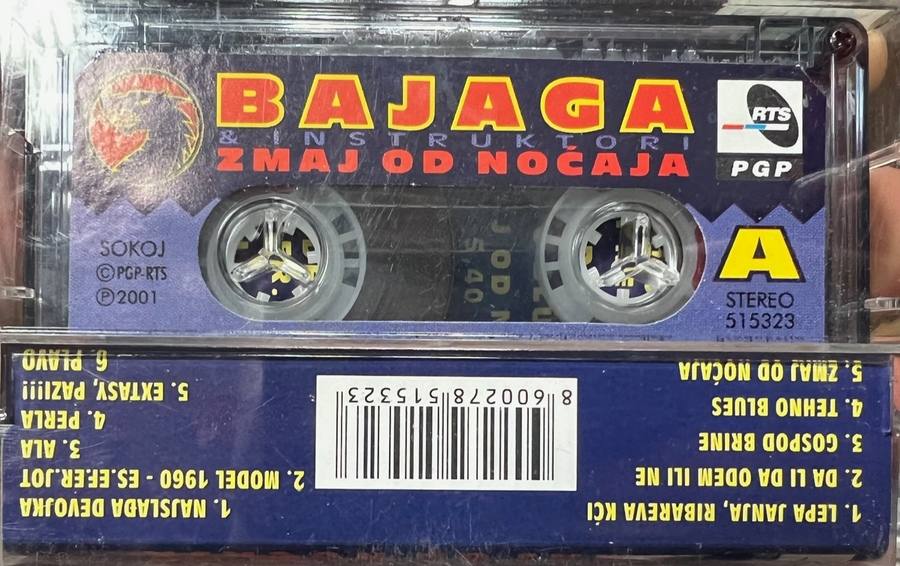 BAJAGA
& INSTRUKTORI
ZMAJ OD NOĆAJA
RTS
PGP
SOKOJ
©PGP-RTS
℗2001
A
STEREO
515323
1. LEPA JANJA, RIBAREVA KĆI
2. DA LI DA ODEM ILI NE
3. GOSPOD BRINE
4. TEHNO BLUES
5. ZMAJ OD NOĆAJA
8 600278 515323
1. NAJSLAĐA DEVOJKA
2. MODEL 1960 - ES.EF.ER.JOT
3. ALA
4. PERLA
5. EXTASY, PAZI!!!
6. PLAVO